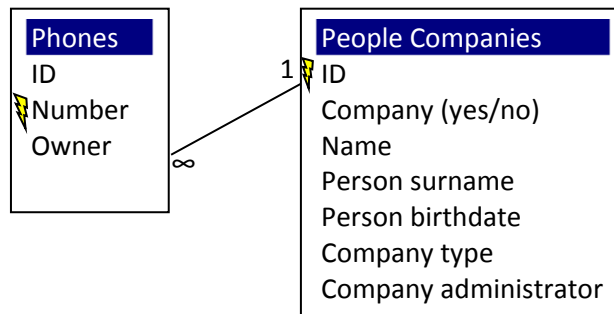 Phones
ID
Number
Owner
∞
1
People Companies
ID
Company (yes/no)
Name
Person surname
Person birthdate
Company type
Company administrator